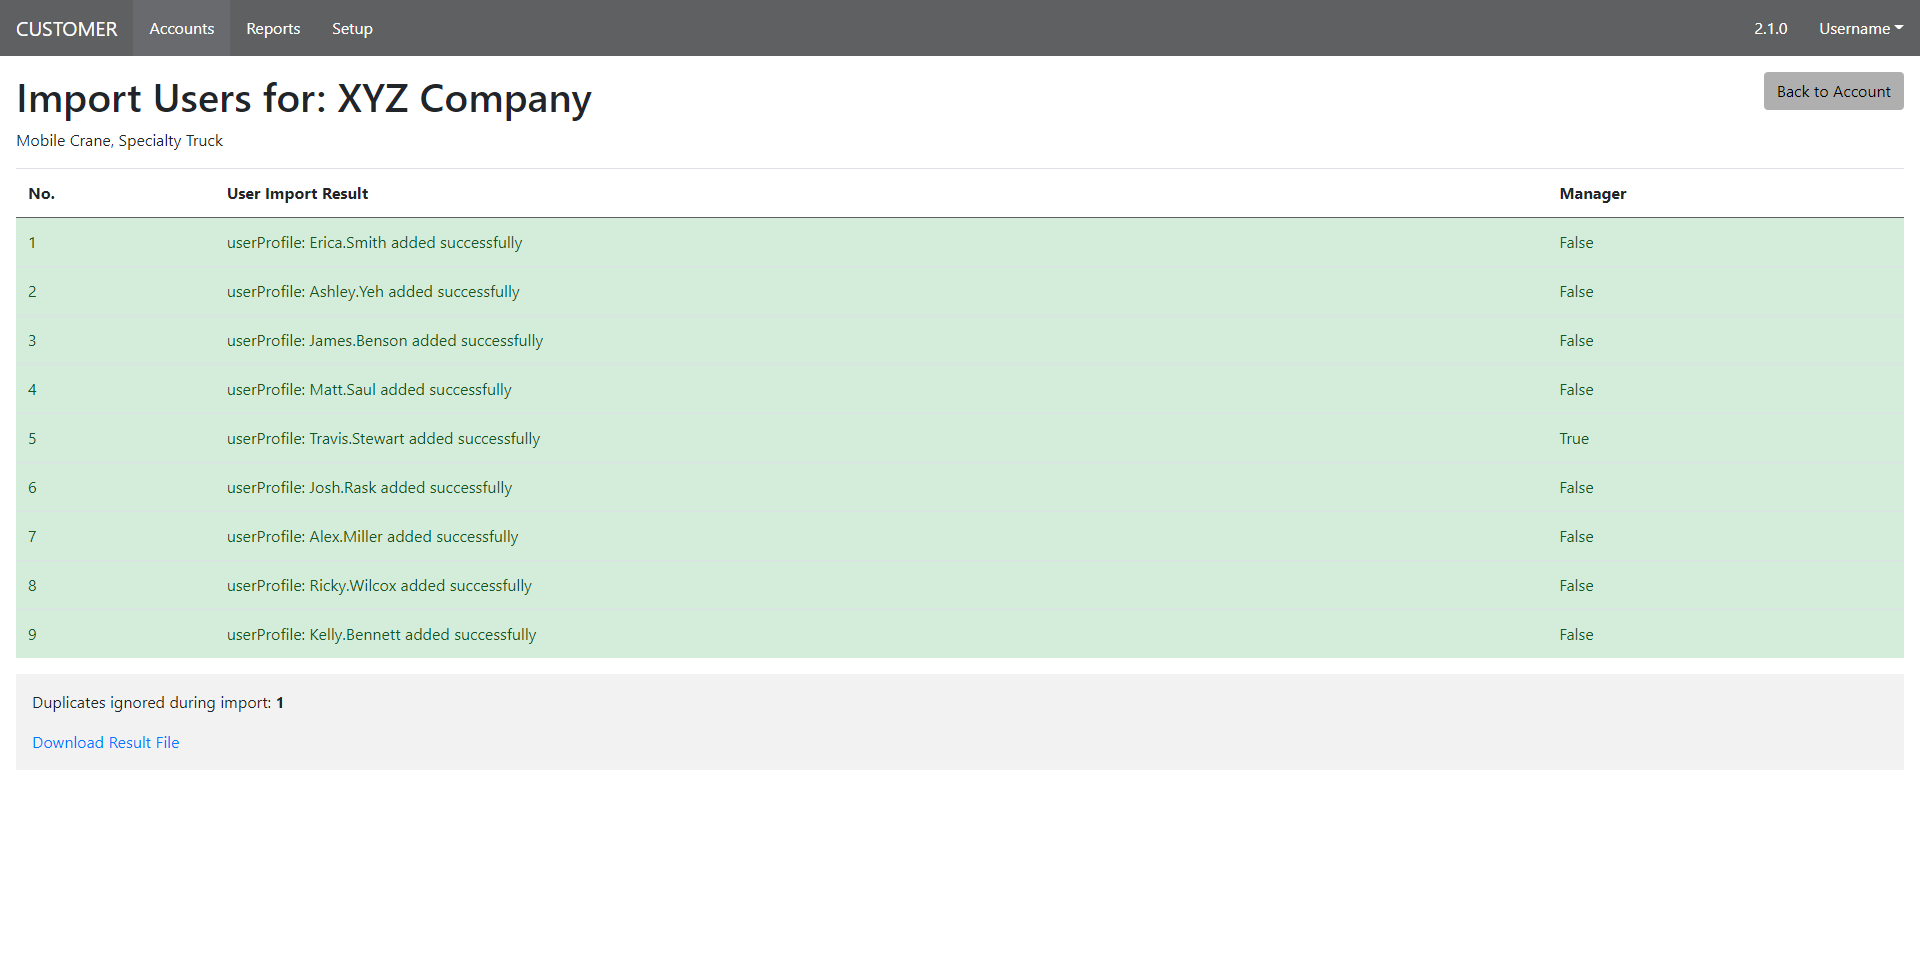 CUSTOMER Accounts Reports Setup 2.1.0 Username
Import Users for: XYZ Company
Back to Account
Mobile Crane, Specialty Truck
No. User Import Result Manager
1 userProfile: Erica.Smith added successfully False
2 userProfile: Ashley.Yeh added successfully False
3 userProfile: James.Benson added successfully False
4 userProfile: Matt.Saul added successfully False
5 userProfile: Travis.Stewart added successfully True
6 userProfile: Josh.Rask added successfully False
7 userProfile: Alex.Miller added successfully False
8 userProfile: Ricky.Wilcox added successfully False
9 userProfile: Kelly.Bennett added successfully False
Duplicates ignored during import: 1
Download Result File